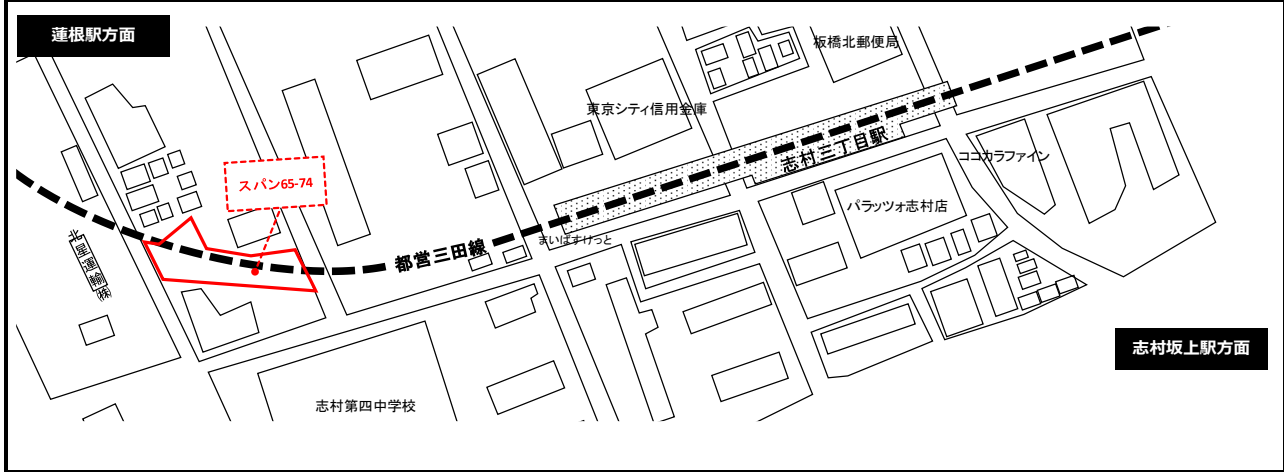 蓮根駅方面
板橋北郵便局
東京シティ信用金庫
志村三丁目駅
ココカラファイン
スパン65-74
パラッツォ志村店
北星運輸㈱
都営三田線
まいばすけっと
志村坂上駅方面
志村第四中学校